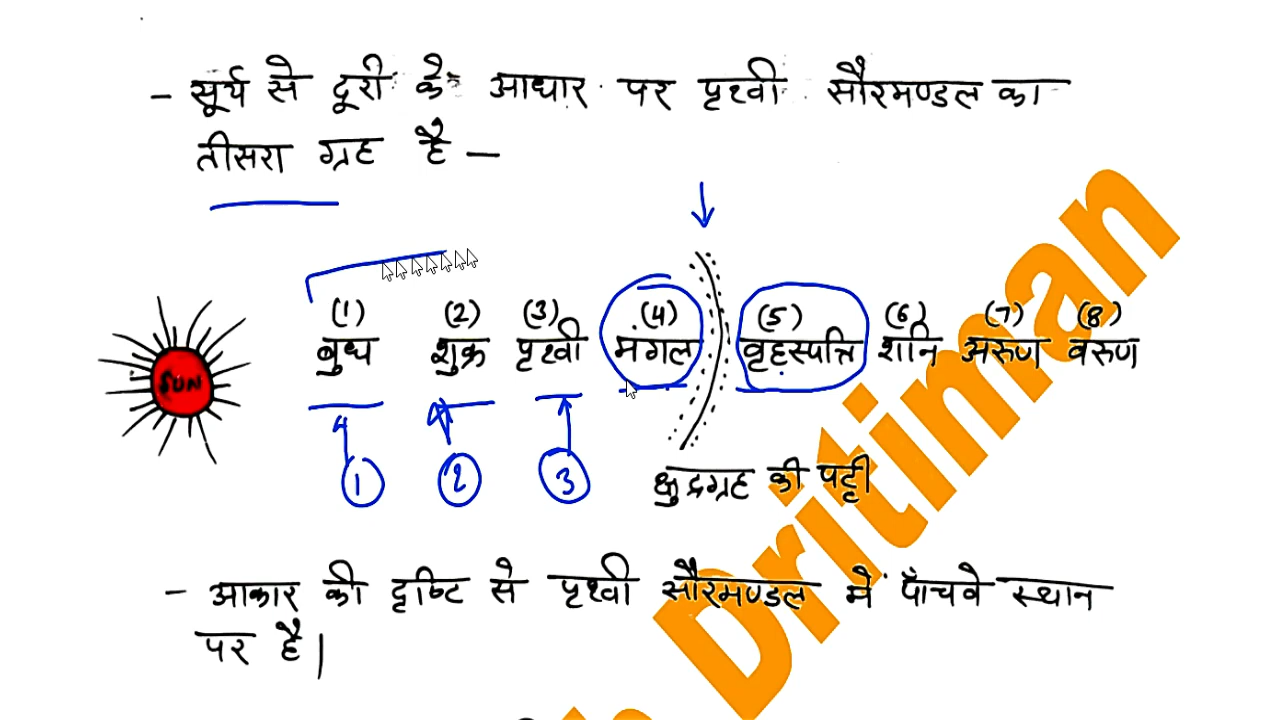 - सूर्य से दूरी के आधार पर पृथ्वी सौरमण्डल का
तीसरा ग्रह है —
(1) (2) (3) (4) (5) (6) (7) (8)
बुध शुक्र पृथ्वी मंगल वृहस्पत्ति शनि अरुण वरुण
SUN
1 2 3
क्षुद्रग्रह की पट्टी
- आकार की दृष्टि से पृथ्वी सौरमण्डल में पाँचवे स्थान
पर है|
Dritiman